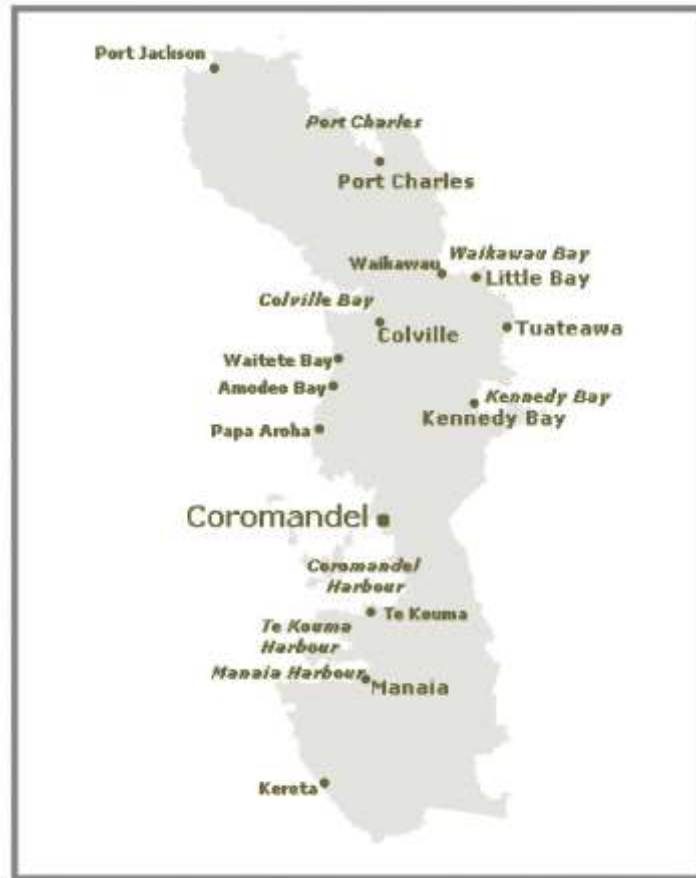 Port Jackson
Port Charles
Port Charles
Waikawau Bay
Waikawau
Little Bay
Colville Bay
Colville
Tuateawa
Waitete Bay
Amodeo Bay
Kennedy Bay
Kennedy Bay
Papa Aroha
Coromandel
Coromandel
Harbour
Te Kouma
Te Kouma
Harbour
Manaia Harbour
Manaia
Kereta